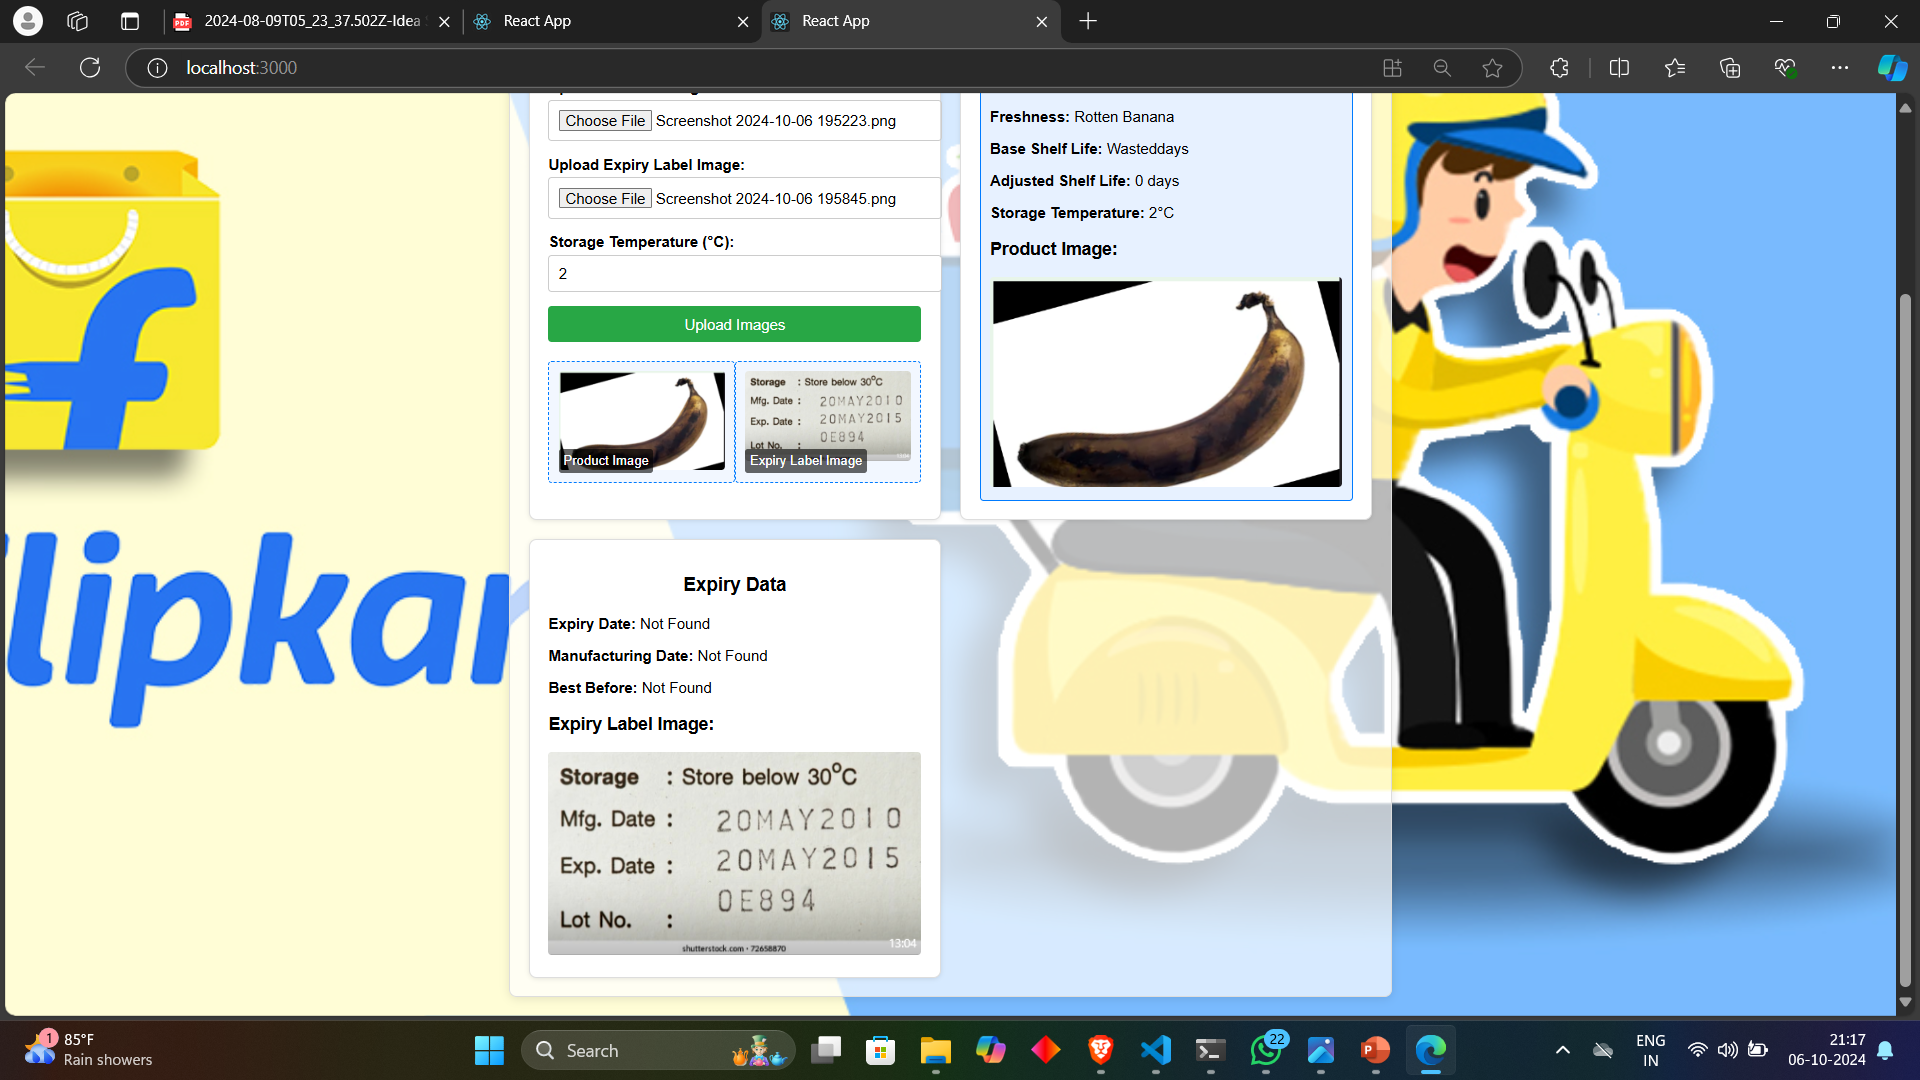 2024-08-09T05_23_37.502Z-Idea
React App
React App
localhost:3000
Choose File Screenshot 2024-10-06 195223.png
Upload Expiry Label Image:
Choose File Screenshot 2024-10-06 195845.png
Storage Temperature (°C):
2
Upload Images
Storage : Store below 30°C
Mfg. Date : 20MAY2010
Exp. Date : 20MAY2015
0E894
Lot No. :
Product Image
Expiry Label Image
Freshness: Rotten Banana
Base Shelf Life: Wasteddays
Adjusted Shelf Life: 0 days
Storage Temperature: 2°C
Product Image:
Expiry Data
Expiry Date: Not Found
Manufacturing Date: Not Found
Best Before: Not Found
Expiry Label Image:
Storage : Store below 30°C
Mfg. Date : 20MAY2010
Exp. Date : 20MAY2015
0E894
Lot No. :
shutterstock.com • 72658870
13:04
f
lipkar
1
85°F
Rain showers
Search
22
ENG
IN
21:17
06-10-2024